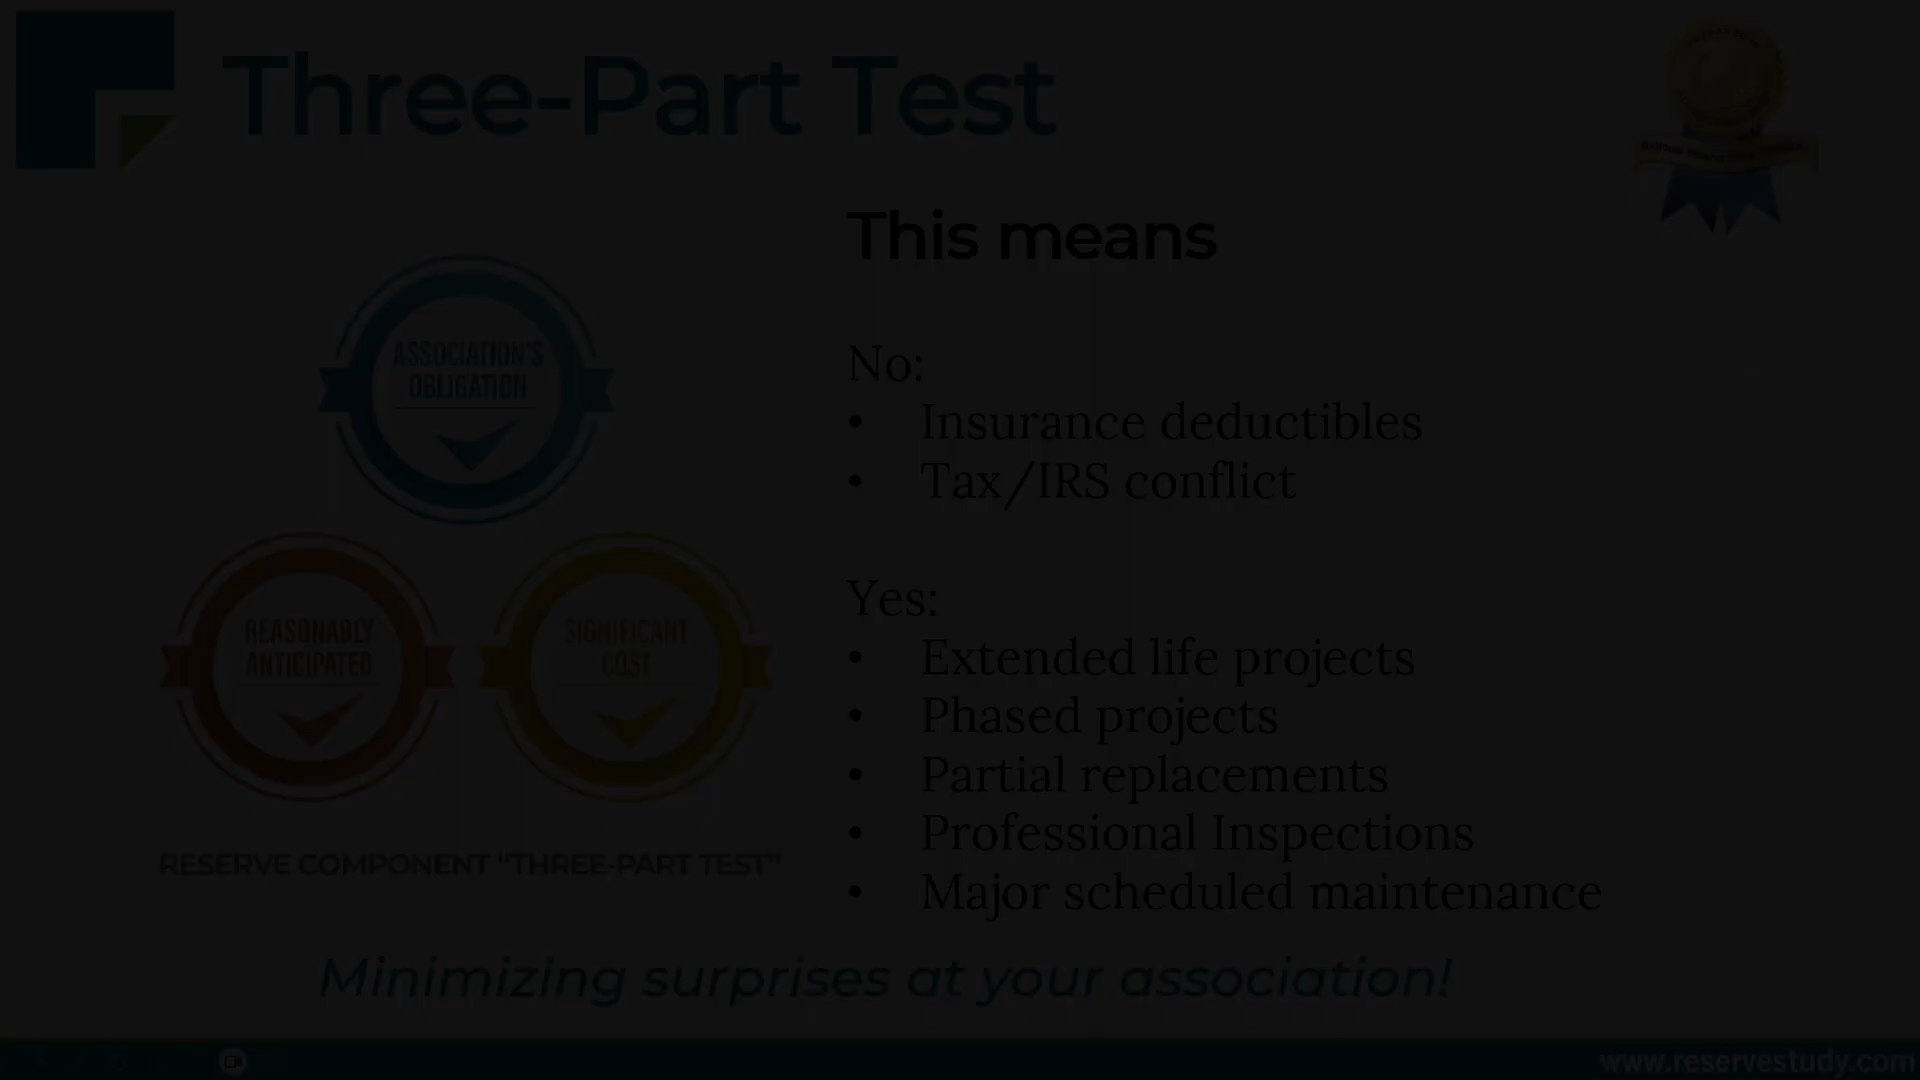 Three-Part Test
This means
ASSOCIATION'S
OBLIGATION
REASONABLY
ANTICIPATED
SIGNIFICANT
COST
RESERVE COMPONENT “THREE-PART TEST”
No:
• Insurance deductibles
• Tax/IRS conflict
Yes:
• Extended life projects
• Phased projects
• Partial replacements
• Professional Inspections
• Major scheduled maintenance
Minimizing surprises at your association!
www.reservestudy.com